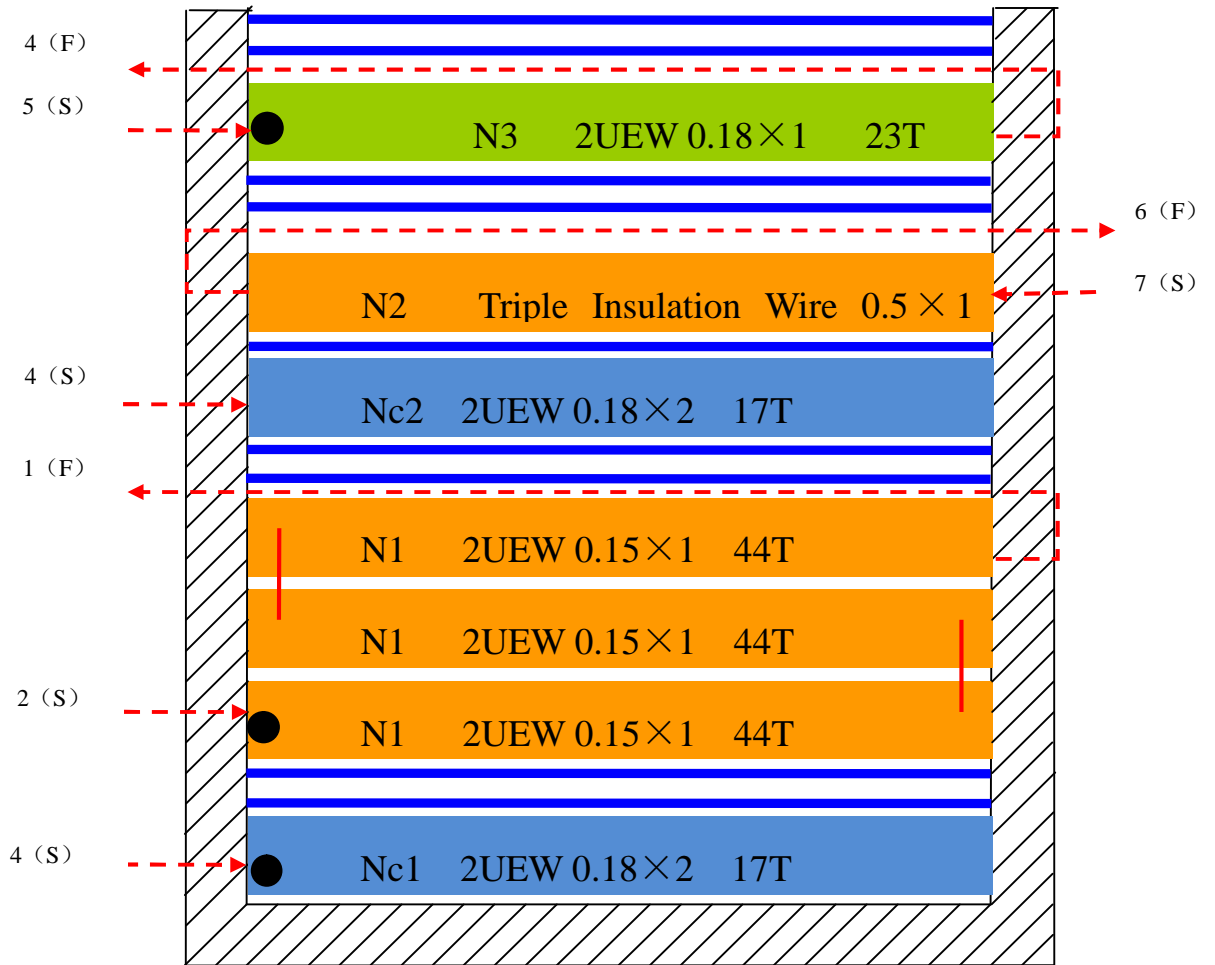 4（F）
5（S）
N3 2UEW 0.18×1 23T
6（F）
7（S）
N2 Triple Insulation Wire 0.5 × 1
4（S）
Nc2 2UEW 0.18×2 17T
1（F）
N1 2UEW 0.15×1 44T
N1 2UEW 0.15×1 44T
2（S）
N1 2UEW 0.15×1 44T
4（S）
Nc1 2UEW 0.18×2 17T